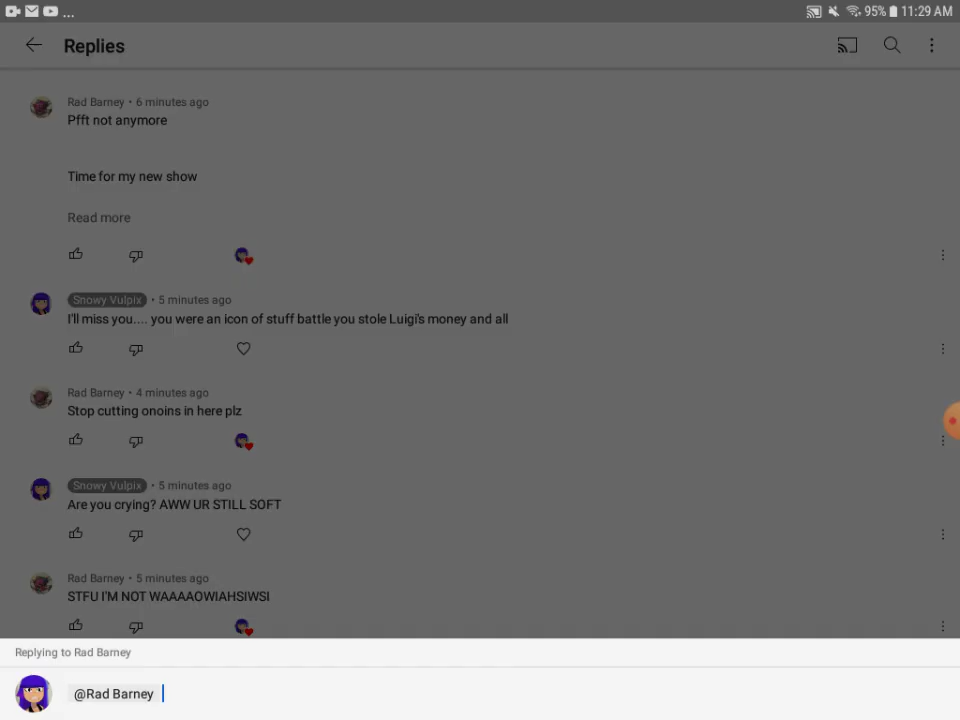 ... 95% 11:29 AM
Replies
Rad Barney • 6 minutes ago
Pfft not anymore
Time for my new show
Read more
Snowy Vulpix • 5 minutes ago
I'll miss you.... you were an icon of stuff battle you stole Luigi's money and all
Rad Barney • 4 minutes ago
Stop cutting onoins in here plz
Snowy Vulpix • 5 minutes ago
Are you crying? AWW UR STILL SOFT
Rad Barney • 5 minutes ago
STFU I'M NOT WAAAAOWIAHSIWSI
Replying to Rad Barney
@Rad Barney